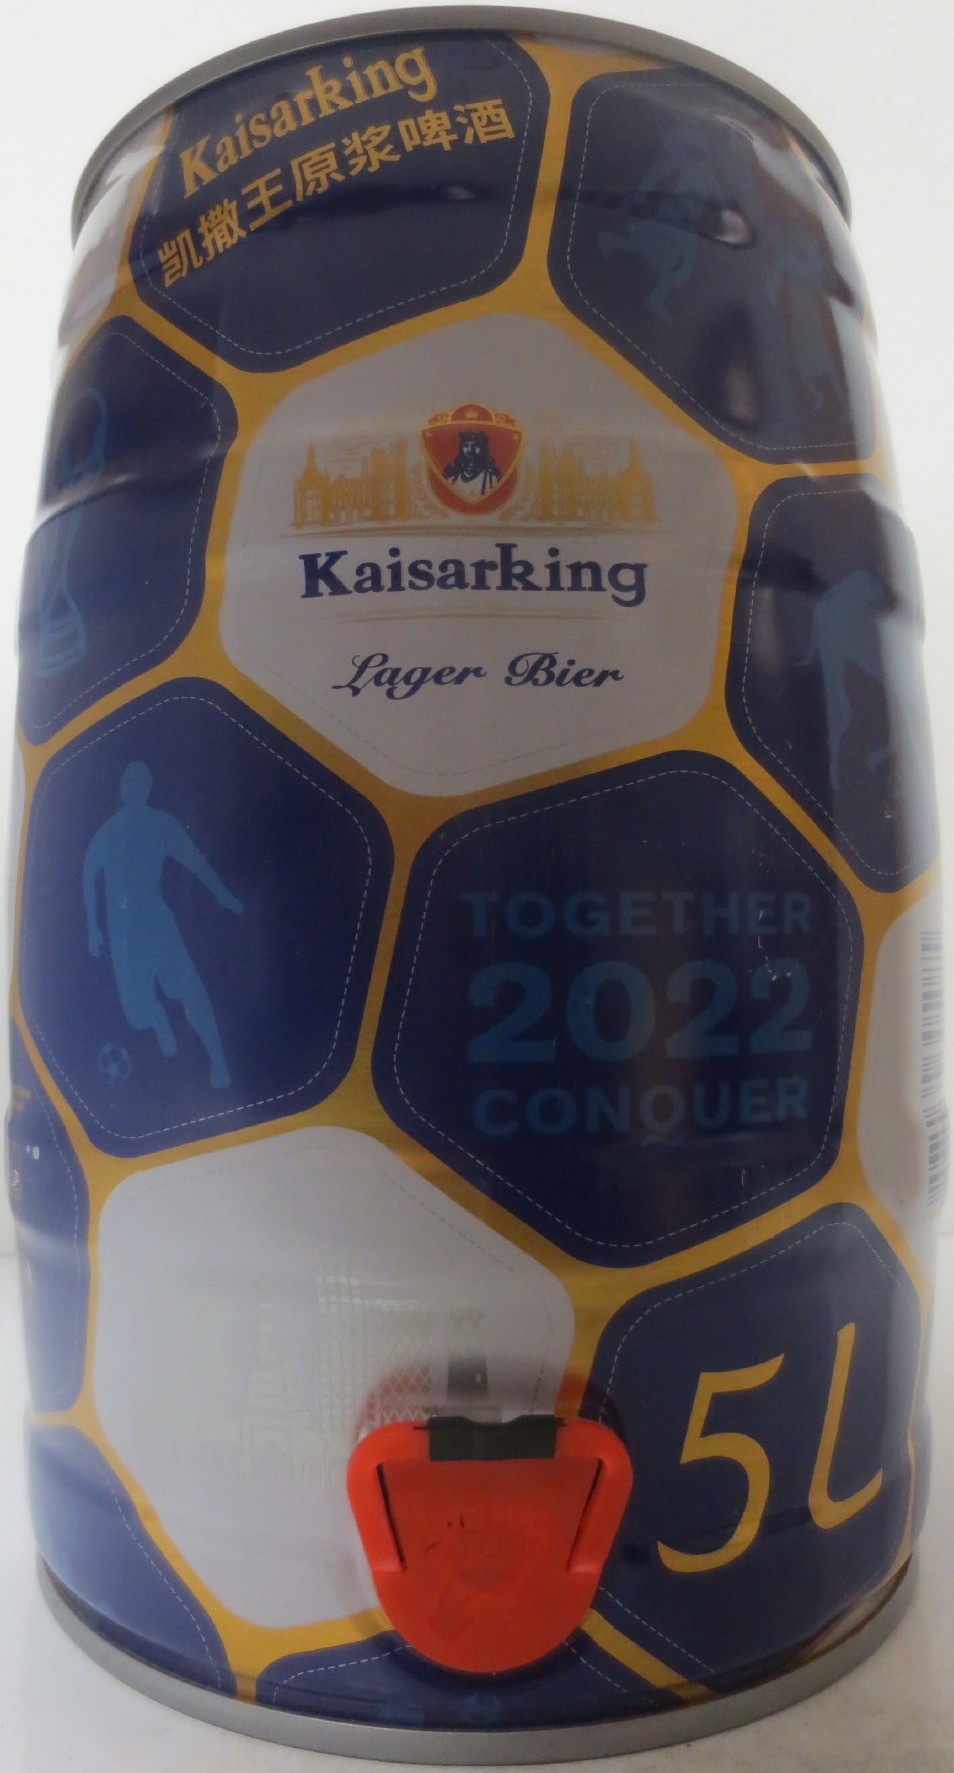 Kaisarking
凯撒王原浆啤酒
Kaisarking
Lager Bier
TOGETHER
2022
CONQUER
5L